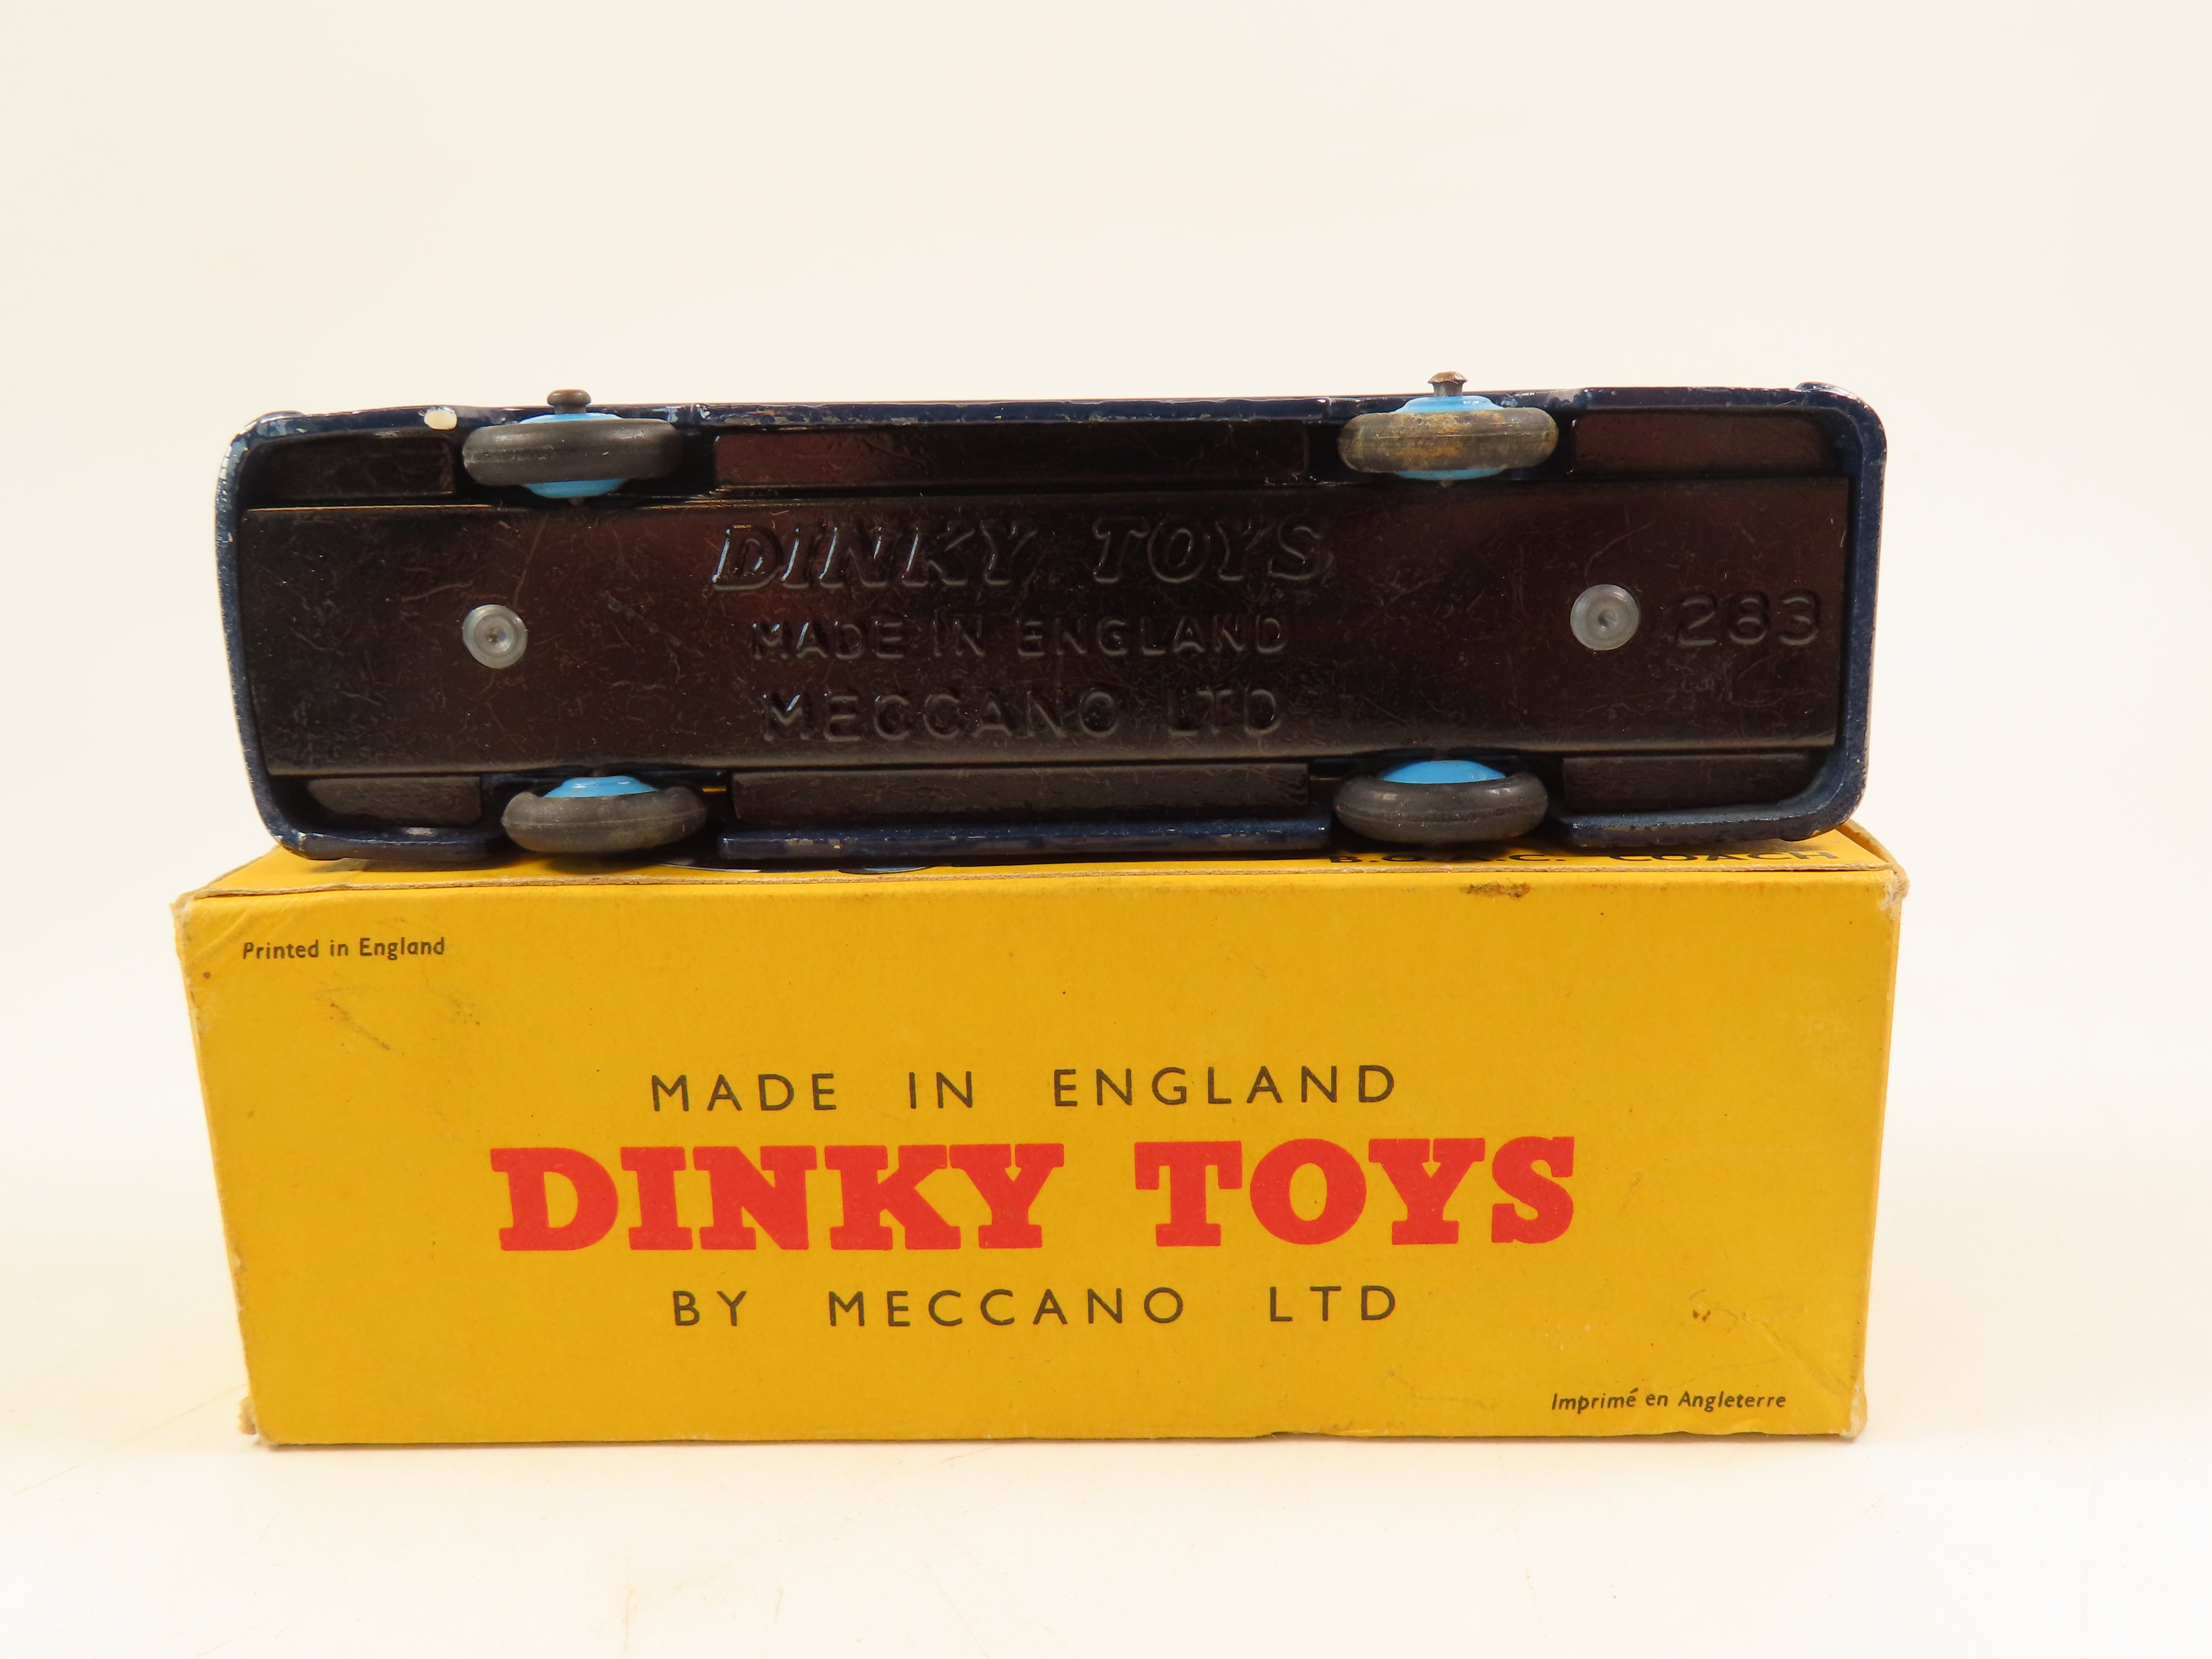 DINKY TOYS
MADE IN ENGLAND
MECCANO LTD
283
B.O.A.C. COACH
Printed in England
MADE IN ENGLAND
DINKY TOYS
BY MECCANO LTD
Imprimé en Angleterre